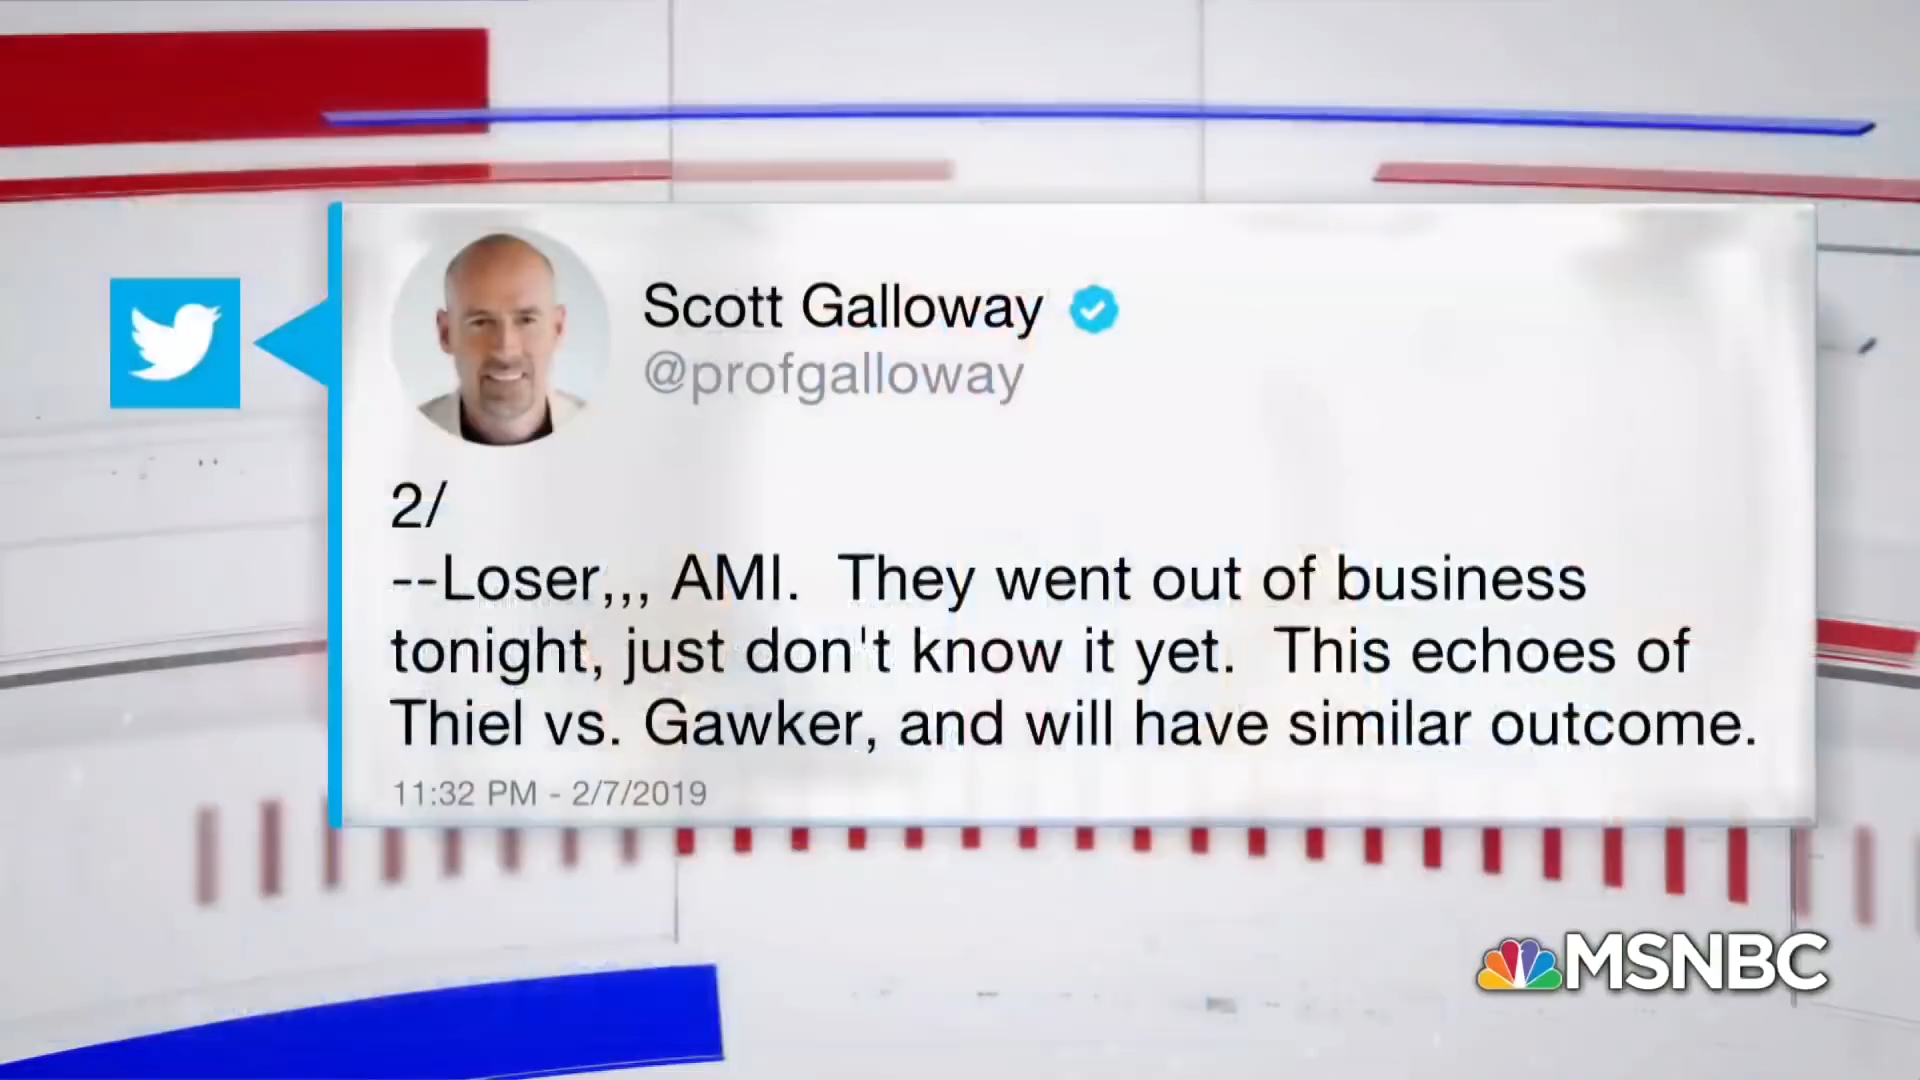 Scott Galloway
@profgalloway
2/
--Loser,,, AMI.  They went out of business
tonight, just don't know it yet.  This echoes of
Thiel vs. Gawker, and will have similar outcome.
11:32 PM - 2/7/2019
MSNBC